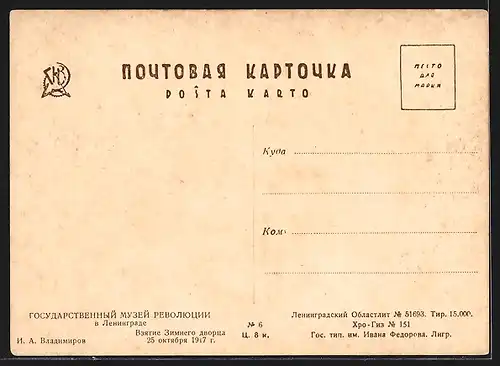 ПОЧТОВАЯ КАРТОЧКА
POŜTA KARTO
МЕСТО
ДЛЯ
МАРКИ
Куда
Кому
ГОСУДАРСТВЕННЫЙ МУЗЕЙ РЕВОЛЮЦИИ
в Ленинграде
Взятие Зимнего дворца
И. А. Владимиров 25 октября 1917 г.
№ 6
Ц. 8 к.
Ленинградский Областлит № 51693. Тир. 15.000.
Хро-Гиз № 151
Гос. тип. им. Ивана Федорова. Лнгр.